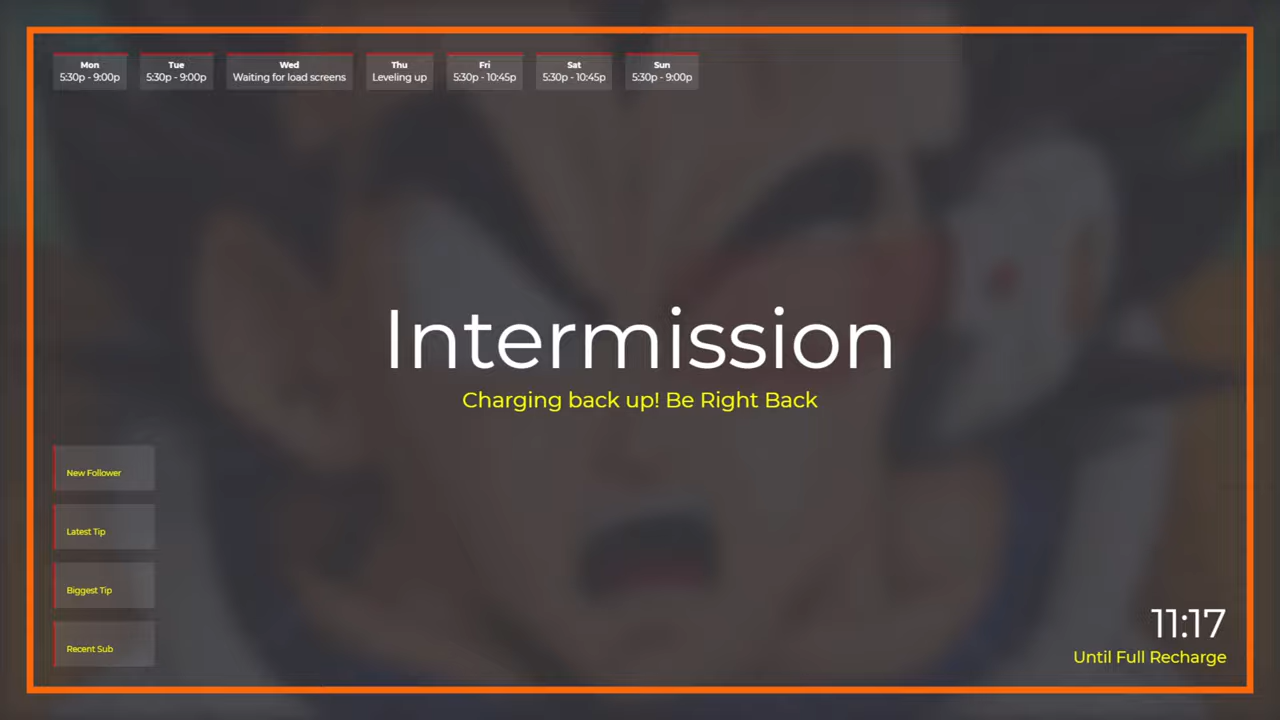 Mon Tue Wed Thu Fri Sat Sun
5:30p - 9:00p 5:30p - 9:00p Waiting for load screens Leveling up 5:30p - 10:45p 5:30p - 10:45p 5:30p - 9:00p
Intermission
Charging back up! Be Right Back
New Follower
Latest Tip
Biggest Tip
Recent Sub
11:17
Until Full Recharge